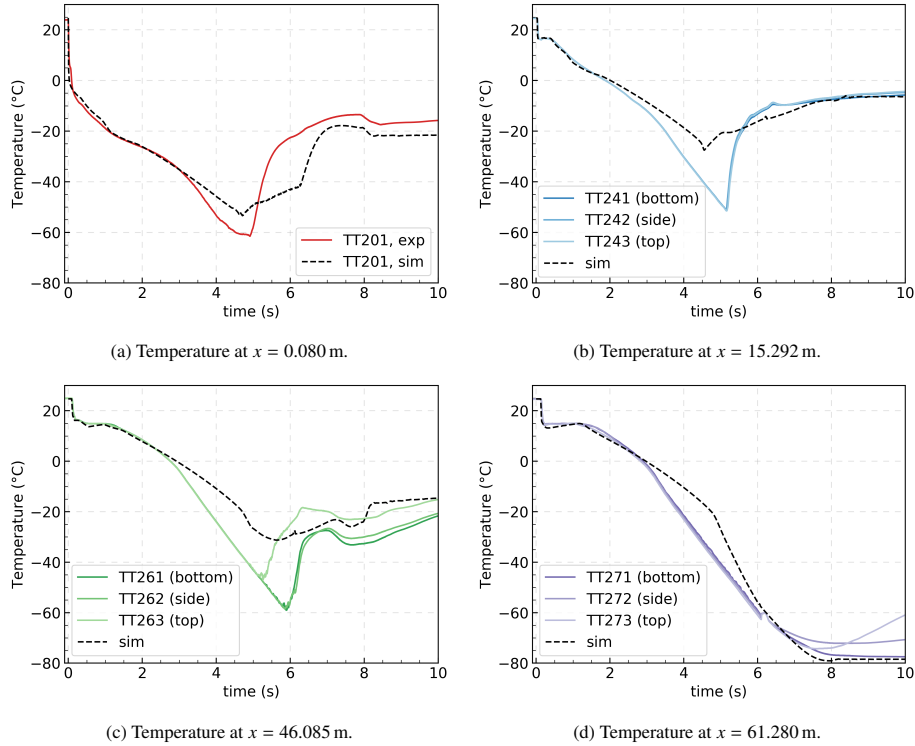 20
0
−20
−40
−60
−80
Temperature (°C)
TT201, exp
TT201, sim
0
2
4
6
8
10
time (s)
(a) Temperature at x = 0.080 m.
20
0
−20
−40
−60
−80
Temperature (°C)
TT241 (bottom)
TT242 (side)
TT243 (top)
sim
0
2
4
6
8
10
time (s)
(b) Temperature at x = 15.292 m.
20
0
−20
−40
−60
−80
Temperature (°C)
TT261 (bottom)
TT262 (side)
TT263 (top)
sim
0
2
4
6
8
10
time (s)
(c) Temperature at x = 46.085 m.
20
0
−20
−40
−60
−80
Temperature (°C)
TT271 (bottom)
TT272 (side)
TT273 (top)
sim
0
2
4
6
8
10
time (s)
(d) Temperature at x = 61.280 m.